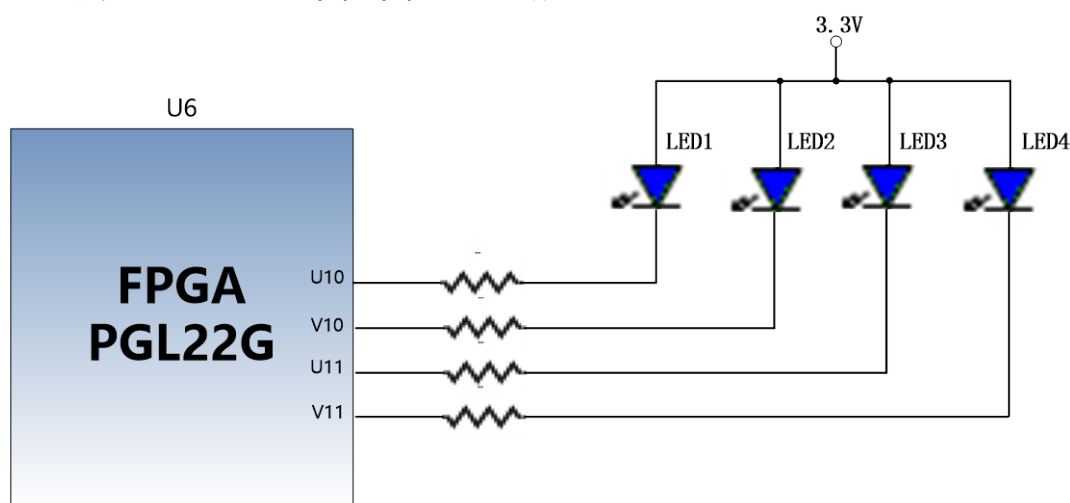 3.3V
U6
LED1
LED2
LED3
LED4
FPGA
PGL22G
U10
V10
U11
V11